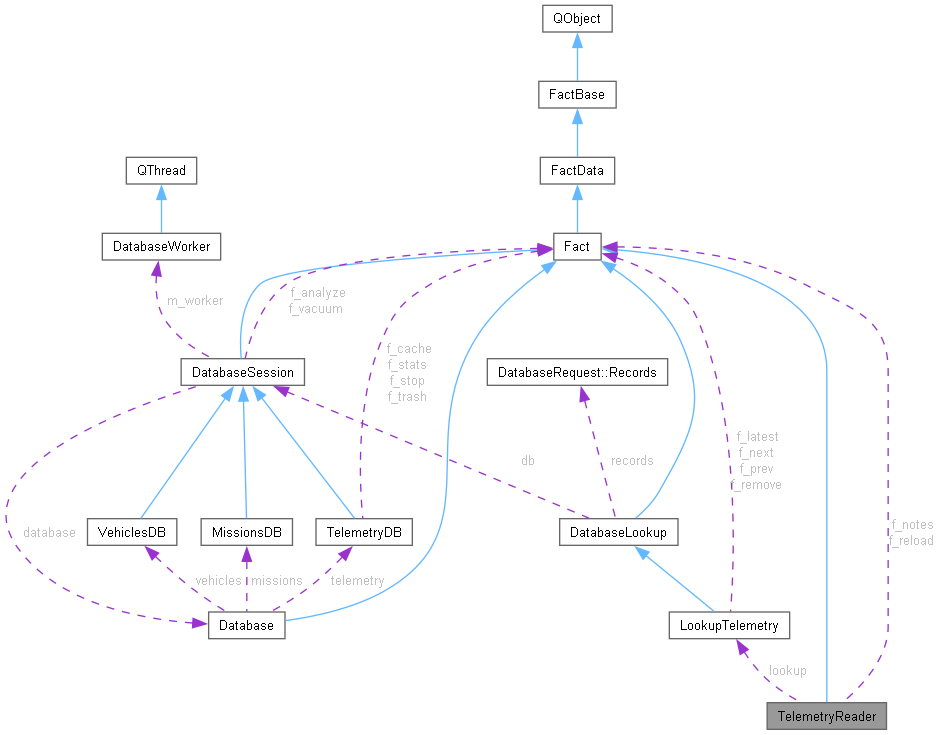 QObject
FactBase
QThread
FactData
DatabaseWorker
Fact
m_worker
f_analyze
f_vacuum
f_cache
f_stats
f_stop
f_trash
DatabaseSession
DatabaseRequest::Records
f_latest
f_next
f_prev
f_remove
db
records
database
VehiclesDB
MissionsDB
TelemetryDB
DatabaseLookup
f_notes
f_reload
vehicles
missions
telemetry
Database
LookupTelemetry
lookup
TelemetryReader